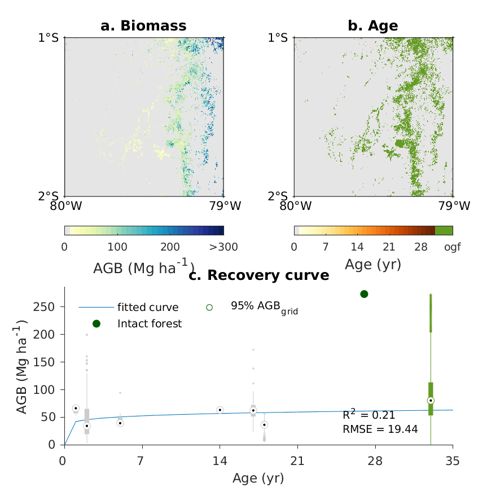 a. Biomass
b. Age
1°S
1°S
2°S
2°S
80°W
79°W
80°W
79°W
0 100 200 >300
0 7 14 21 28 ogf
AGB (Mg ha⁻¹)
Age (yr)
c. Recovery curve
250
200
150
100
50
0
AGB (Mg ha⁻¹)
fitted curve
95% AGB_grid
Intact forest
R² = 0.21
RMSE = 19.44
0 7 14 21 28 35
Age (yr)